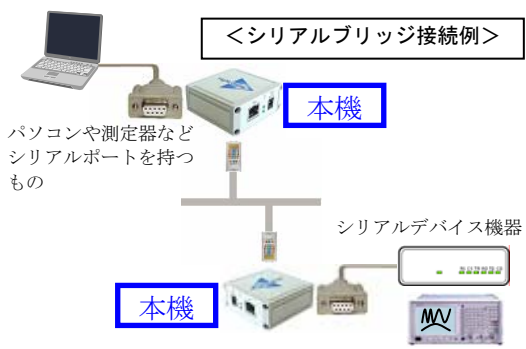 ＜シリアルブリッジ接続例＞
本機
パソコンや測定器など
シリアルポートを持つ
もの
シリアルデバイス機器
本機